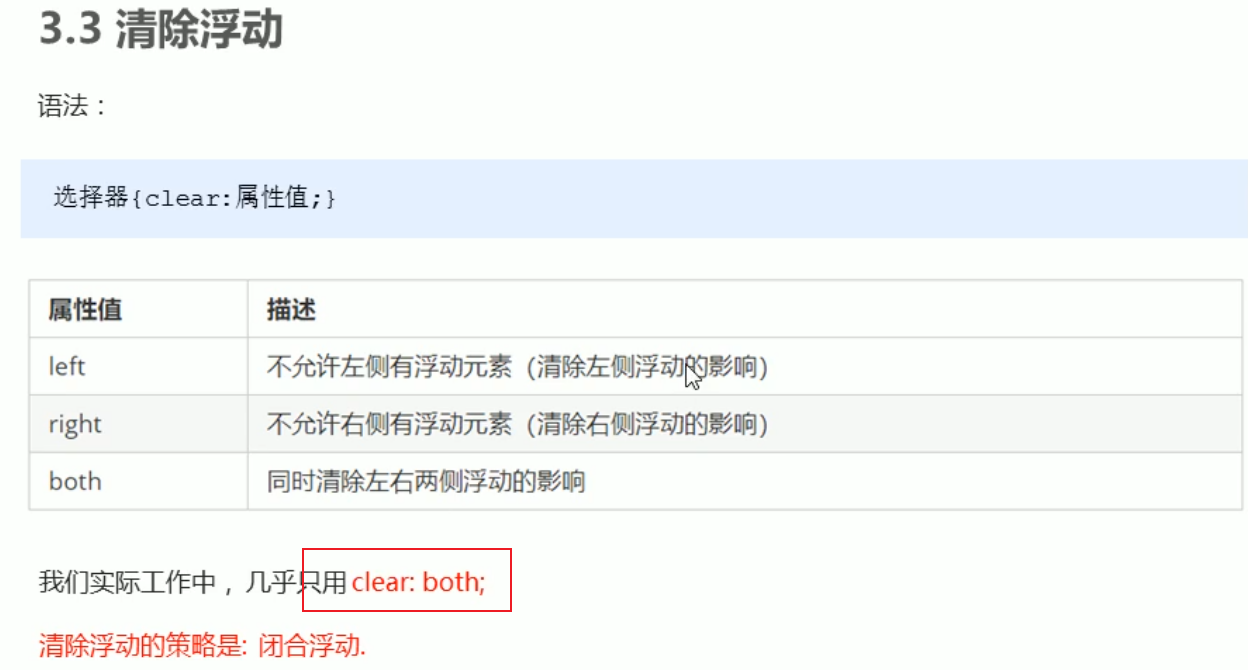 3.3 清除浮动
语法：
选择器{clear:属性值;}
属性值 描述
left 不允许左侧有浮动元素（清除左侧浮动的影响）
right 不允许右侧有浮动元素（清除右侧浮动的影响）
both 同时清除左右两侧浮动的影响
我们实际工作中，几乎只用 clear: both;
清除浮动的策略是: 闭合浮动.